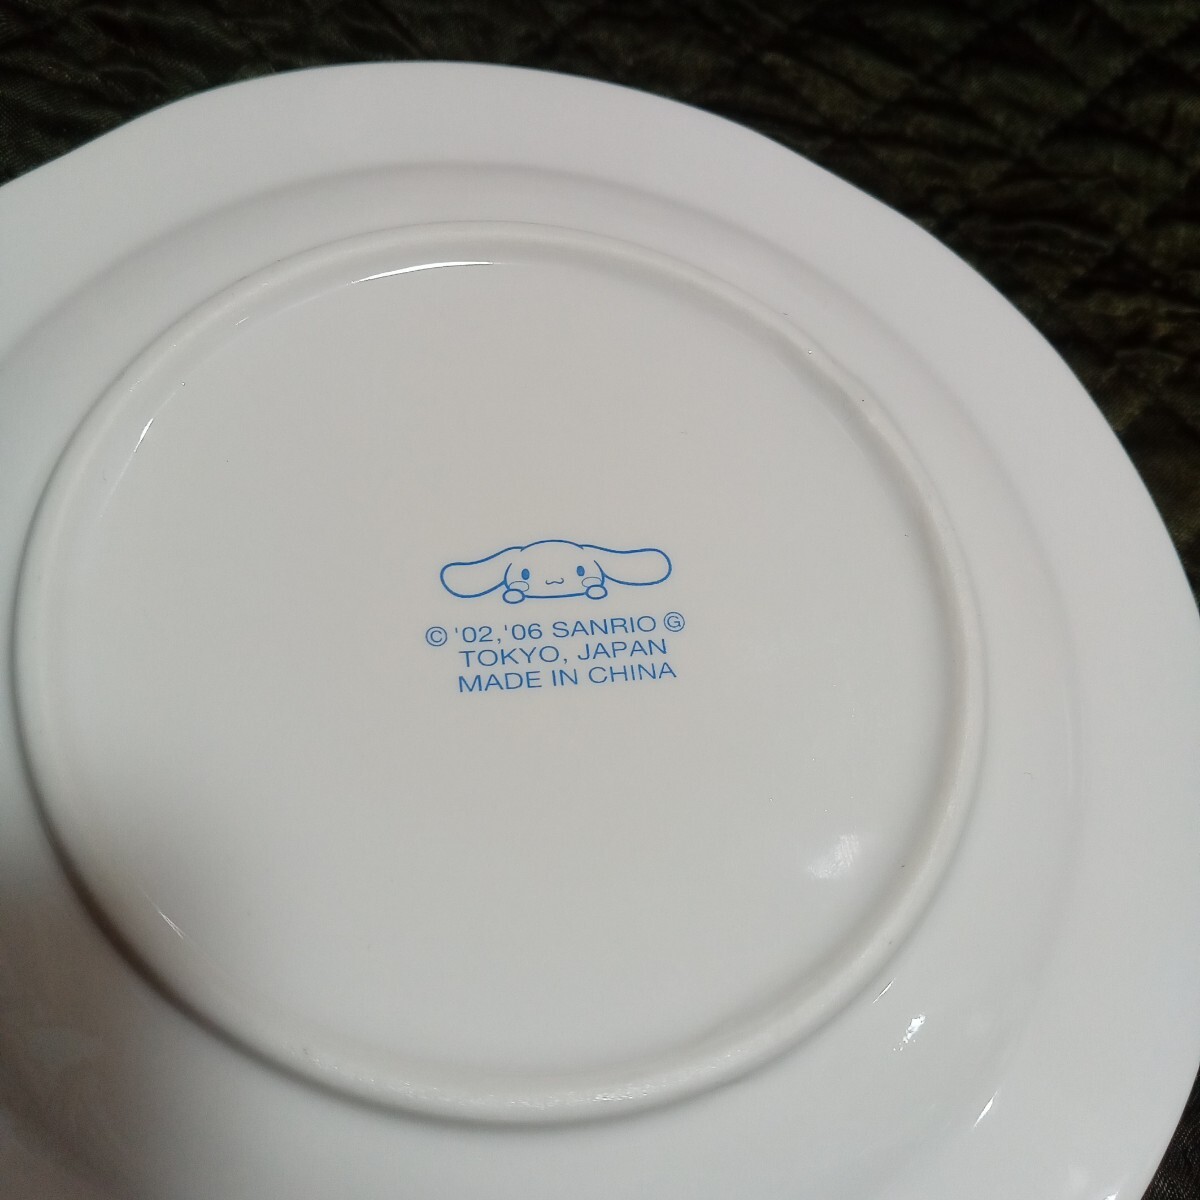 © '02,'06 SANRIO Ⓖ
TOKYO, JAPAN
MADE IN CHINA